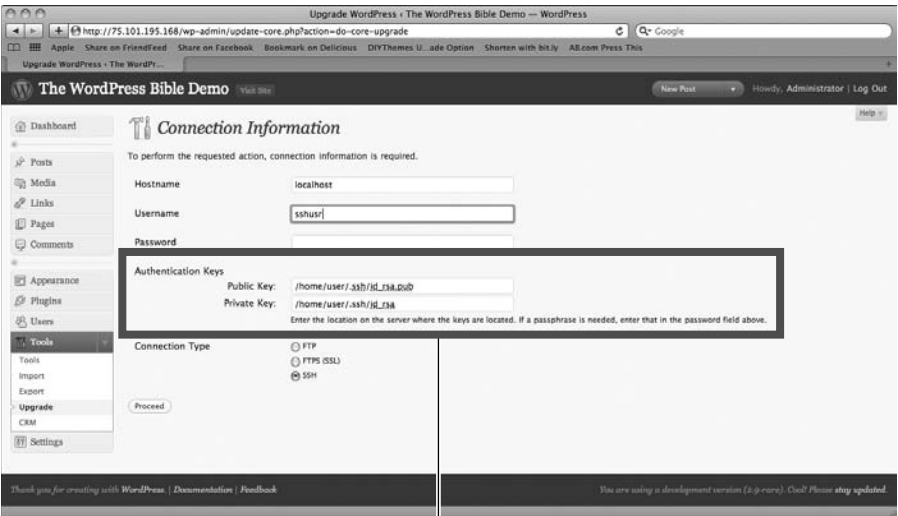 Upgrade WordPress ‹ The WordPress Bible Demo — WordPress
http://75.101.195.168/wp-admin/update-core.php?action=do-core-upgrade
Google
Apple Share on FriendFeed Share on Facebook Bookmark on Delicious DIYThemes U...ade Option Shorten with bit.ly AB.com Press This
Upgrade WordPress ‹ The WordPr...
The WordPress Bible Demo Visit Site
New Post
Howdy, Administrator | Log Out
Help
Dashboard
Posts
Media
Links
Pages
Comments
Appearance
Plugins
Users
Tools
Tools
Import
Export
Upgrade
CRM
Settings
Connection Information
To perform the requested action, connection information is required.
Hostname localhost
Username sshusr
Password
Authentication Keys
Public Key: /home/user/.ssh/id_rsa.pub
Private Key: /home/user/.ssh/id_rsa
Enter the location on the server where the keys are located. If a passphrase is needed, enter that in the password field above.
Connection Type FTP
FTPS (SSL)
SSH
Proceed
Thank you for creating with WordPress. | Documentation | Feedback
You are using a development version (2.9-rare). Cool! Please stay updated.